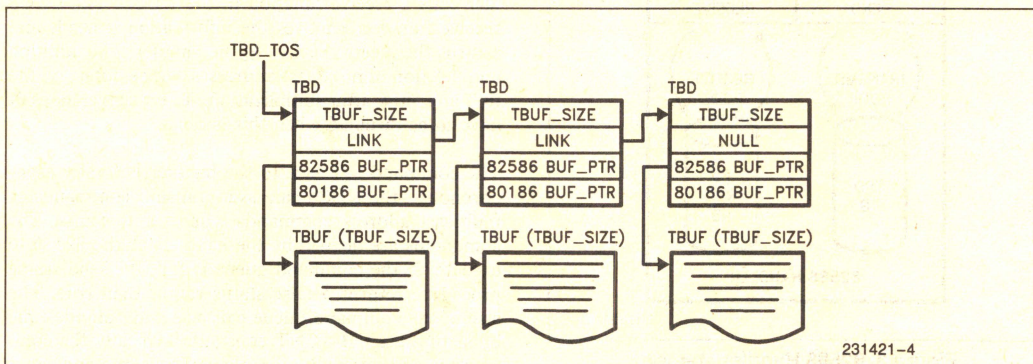 TBD_TOS
TBD TBD TBD
TBUF_SIZE TBUF_SIZE TBUF_SIZE
LINK LINK NULL
82586 BUF_PTR 82586 BUF_PTR 82586 BUF_PTR
80186 BUF_PTR 80186 BUF_PTR 80186 BUF_PTR
TBUF (TBUF_SIZE) TBUF (TBUF_SIZE) TBUF (TBUF_SIZE)
231421-4